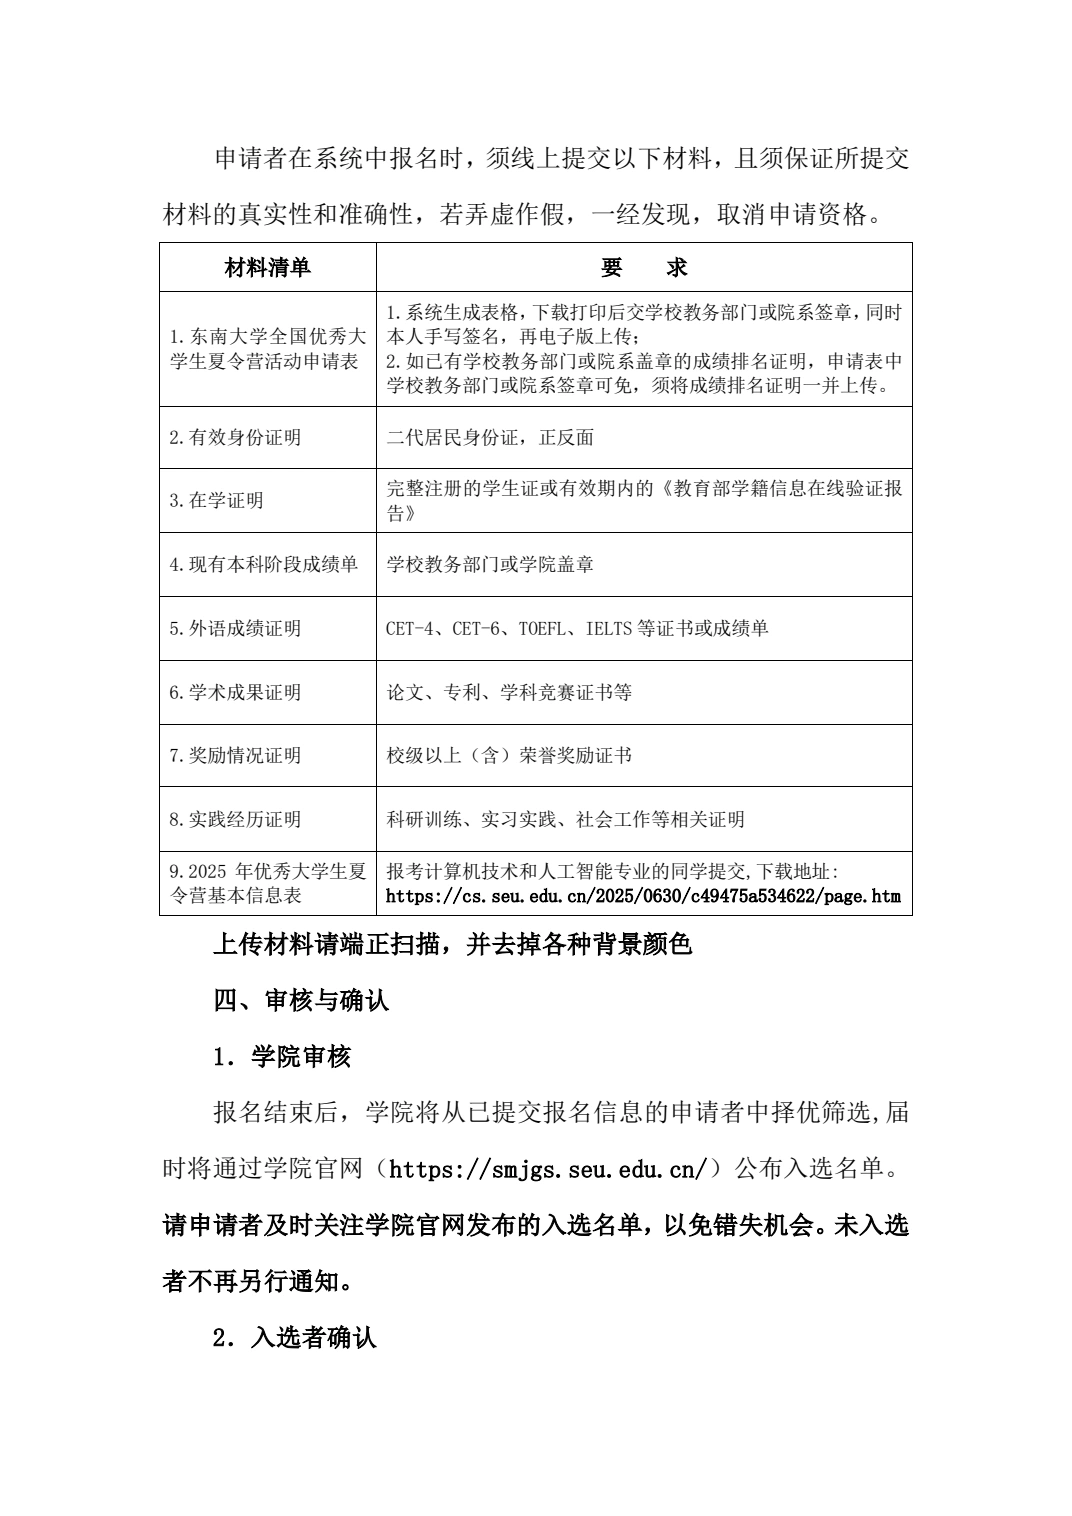 申请者在系统中报名时，须线上提交以下材料，且须保证所提交
材料的真实性和准确性，若弄虚作假，一经发现，取消申请资格。
材料清单
要 求
1.东南大学全国优秀大
学生夏令营活动申请表
1.系统生成表格，下载打印后交学校教务部门或院系签章，同时
本人手写签名，再电子版上传；
2.如已有学校教务部门或院系盖章的成绩排名证明，申请表中
学校教务部门或院系签章可免，须将成绩排名证明一并上传。
2.有效身份证明
二代居民身份证，正反面
3.在学证明
完整注册的学生证或有效期内的《教育部学籍信息在线验证报
告》
4.现有本科阶段成绩单
学校教务部门或学院盖章
5.外语成绩证明
CET-4、CET-6、TOEFL、IELTS 等证书或成绩单
6.学术成果证明
论文、专利、学科竞赛证书等
7.奖励情况证明
校级以上（含）荣誉奖励证书
8.实践经历证明
科研训练、实习实践、社会工作等相关证明
9.2025 年优秀大学生夏
令营基本信息表
报考计算机技术和人工智能专业的同学提交,下载地址:
https://cs.seu.edu.cn/2025/0630/c49475a534622/page.htm
上传材料请端正扫描，并去掉各种背景颜色
四、审核与确认
1. 学院审核
报名结束后，学院将从已提交报名信息的申请者中择优筛选,届
时将通过学院官网（https://smjgs.seu.edu.cn/）公布入选名单。
请申请者及时关注学院官网发布的入选名单，以免错失机会。未入选
者不再另行通知。
2. 入选者确认